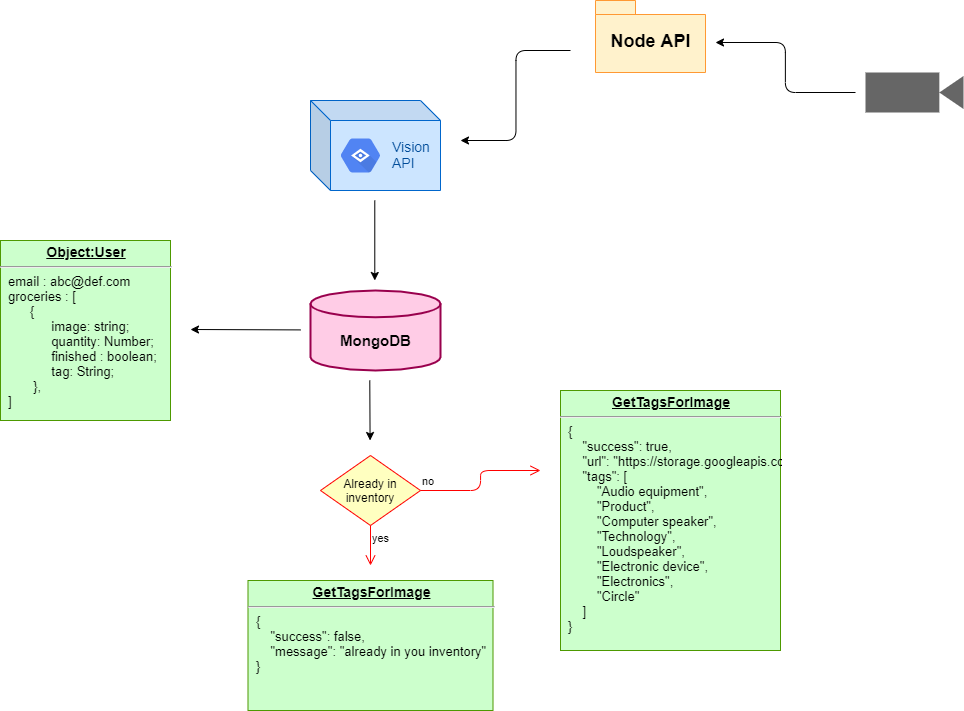 Node API
Vision
API
Object:User
email : abc@def.com
groceries : [
{
image: string;
quantity: Number;
finished : boolean;
tag: String;
},
]
MongoDB
Already in
inventory
no
yes
GetTagsForImage
{
"success": true,
"url": "https://storage.googleapis.co
"tags": [
"Audio equipment",
"Product",
"Computer speaker",
"Technology",
"Loudspeaker",
"Electronic device",
"Electronics",
"Circle"
]
}
GetTagsForImage
{
"success": false,
"message": "already in you inventory"
}